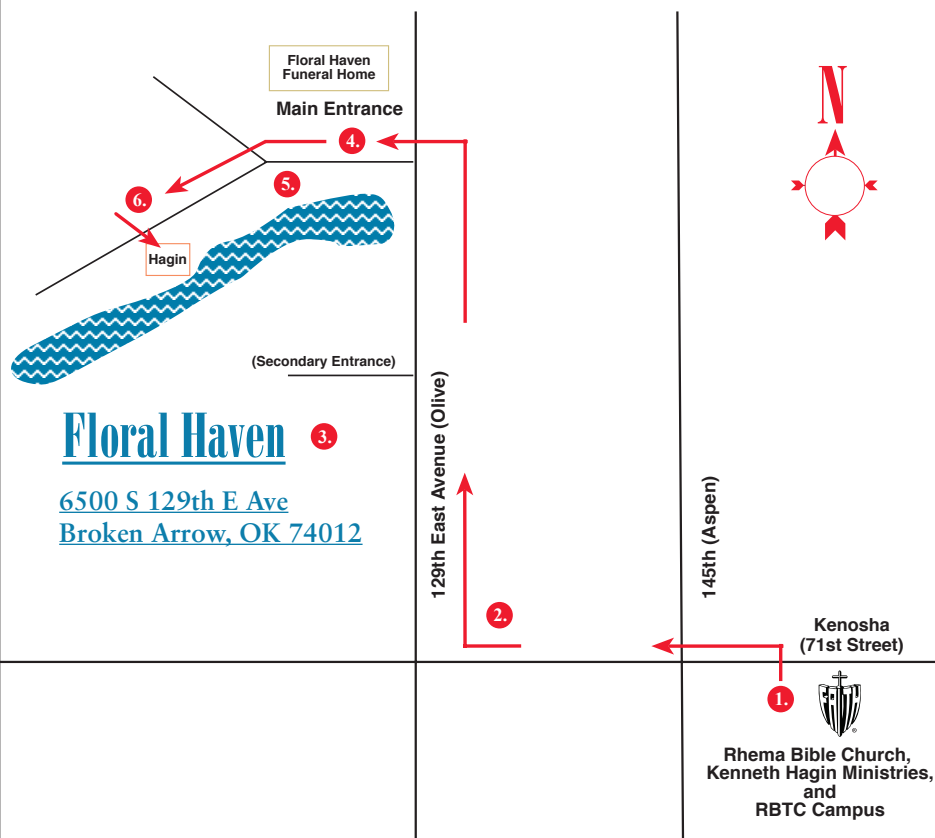 Floral Haven
Funeral Home
Main Entrance
N
4.
5.
6.
Hagin
(Secondary Entrance)
Floral Haven
3.
6500 S 129th E Ave
Broken Arrow, OK 74012
129th East Avenue (Olive)
145th (Aspen)
2.
Kenosha
(71st Street)
1.
FAITH
®
Rhema Bible Church,
Kenneth Hagin Ministries,
and
RBTC Campus